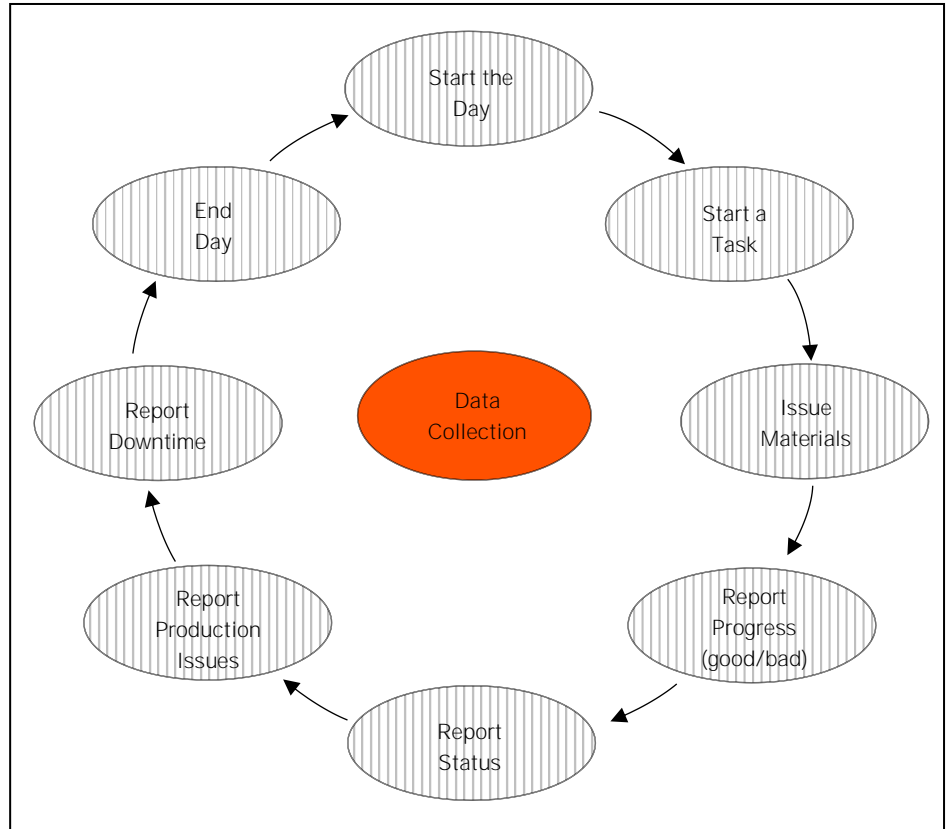 Start the
Day
Start a
Task
Issue
Materials
Report
Progress
(good/bad)
Report
Status
Report
Production
Issues
Report
Downtime
End
Day
Data
Collection